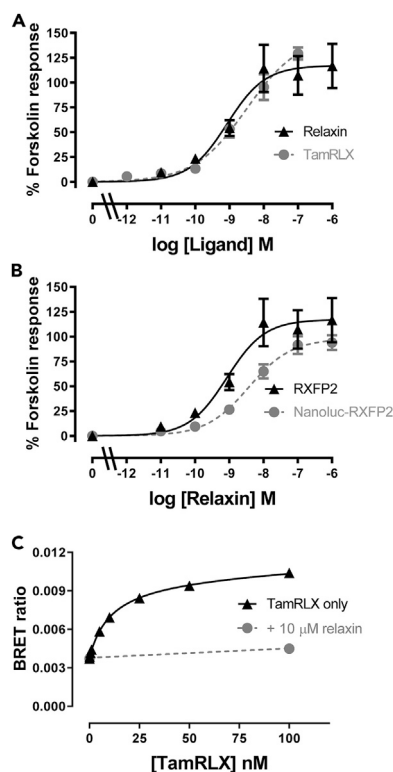 A
% Forskolin response
150
125
100
75
50
25
0
Relaxin
TamRLX
0 -12 -11 -10 -9 -8 -7 -6
log [Ligand] M
B
% Forskolin response
150
125
100
75
50
25
0
RXFP2
Nanoluc-RXFP2
0 -12 -11 -10 -9 -8 -7 -6
log [Relaxin] M
C
BRET ratio
0.012
0.009
0.006
0.003
0.000
TamRLX only
+ 10 μM relaxin
0 25 50 75 100
[TamRLX] nM